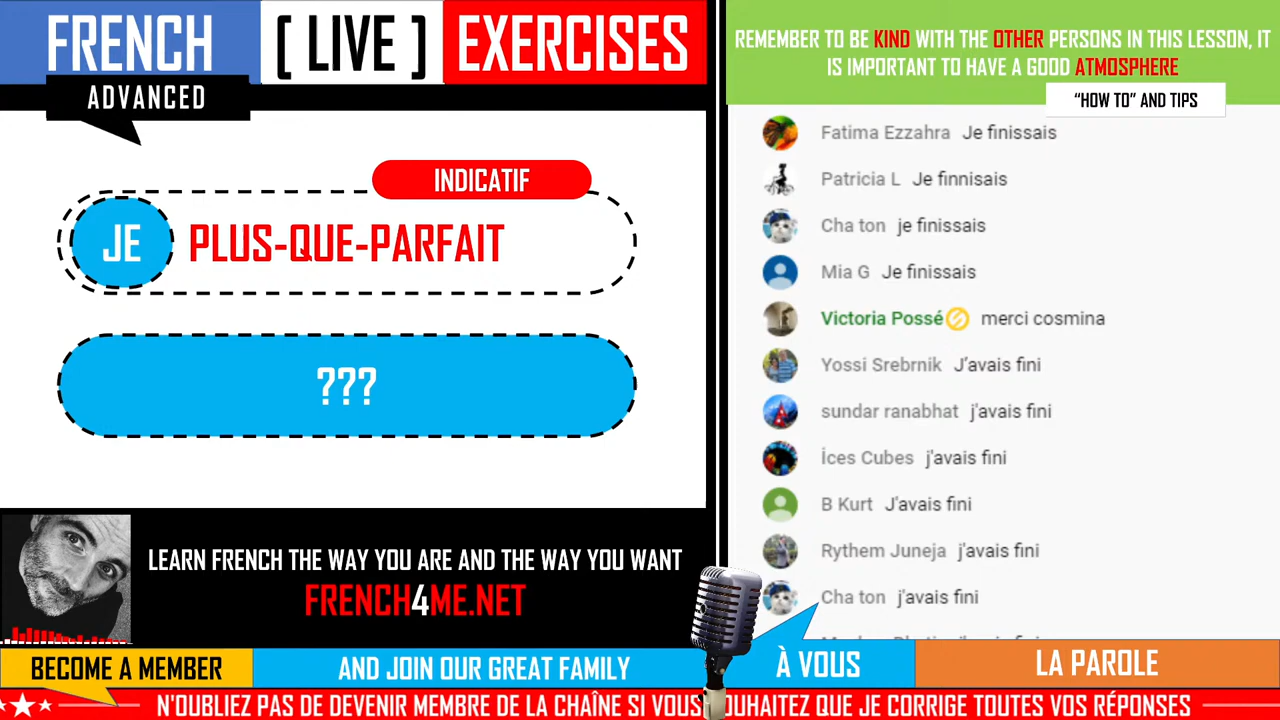 FRENCH [ LIVE ] EXERCISES
ADVANCED
INDICATIF
JE PLUS-QUE-PARFAIT
???
LEARN FRENCH THE WAY YOU ARE AND THE WAY YOU WANT
FRENCH4ME.NET
REMEMBER TO BE KIND WITH THE OTHER PERSONS IN THIS LESSON, IT
IS IMPORTANT TO HAVE A GOOD ATMOSPHERE
“HOW TO” AND TIPS
Fatima Ezzahra Je finissais
Patricia L Je finnisais
Cha ton je finissais
Mia G Je finissais
Victoria Possé merci cosmina
Yossi Srebrnik J'avais fini
sundar ranabhat j'avais fini
İces Cubes j'avais fini
B Kurt J'avais fini
Rythem Juneja j'avais fini
Cha ton j'avais fini
BECOME A MEMBER AND JOIN OUR GREAT FAMILY À VOUS LA PAROLE
N'OUBLIEZ PAS DE DEVENIR MEMBRE DE LA CHAÎNE SI VOUS OUHAITEZ QUE JE CORRIGE TOUTES VOS RÉPONSES